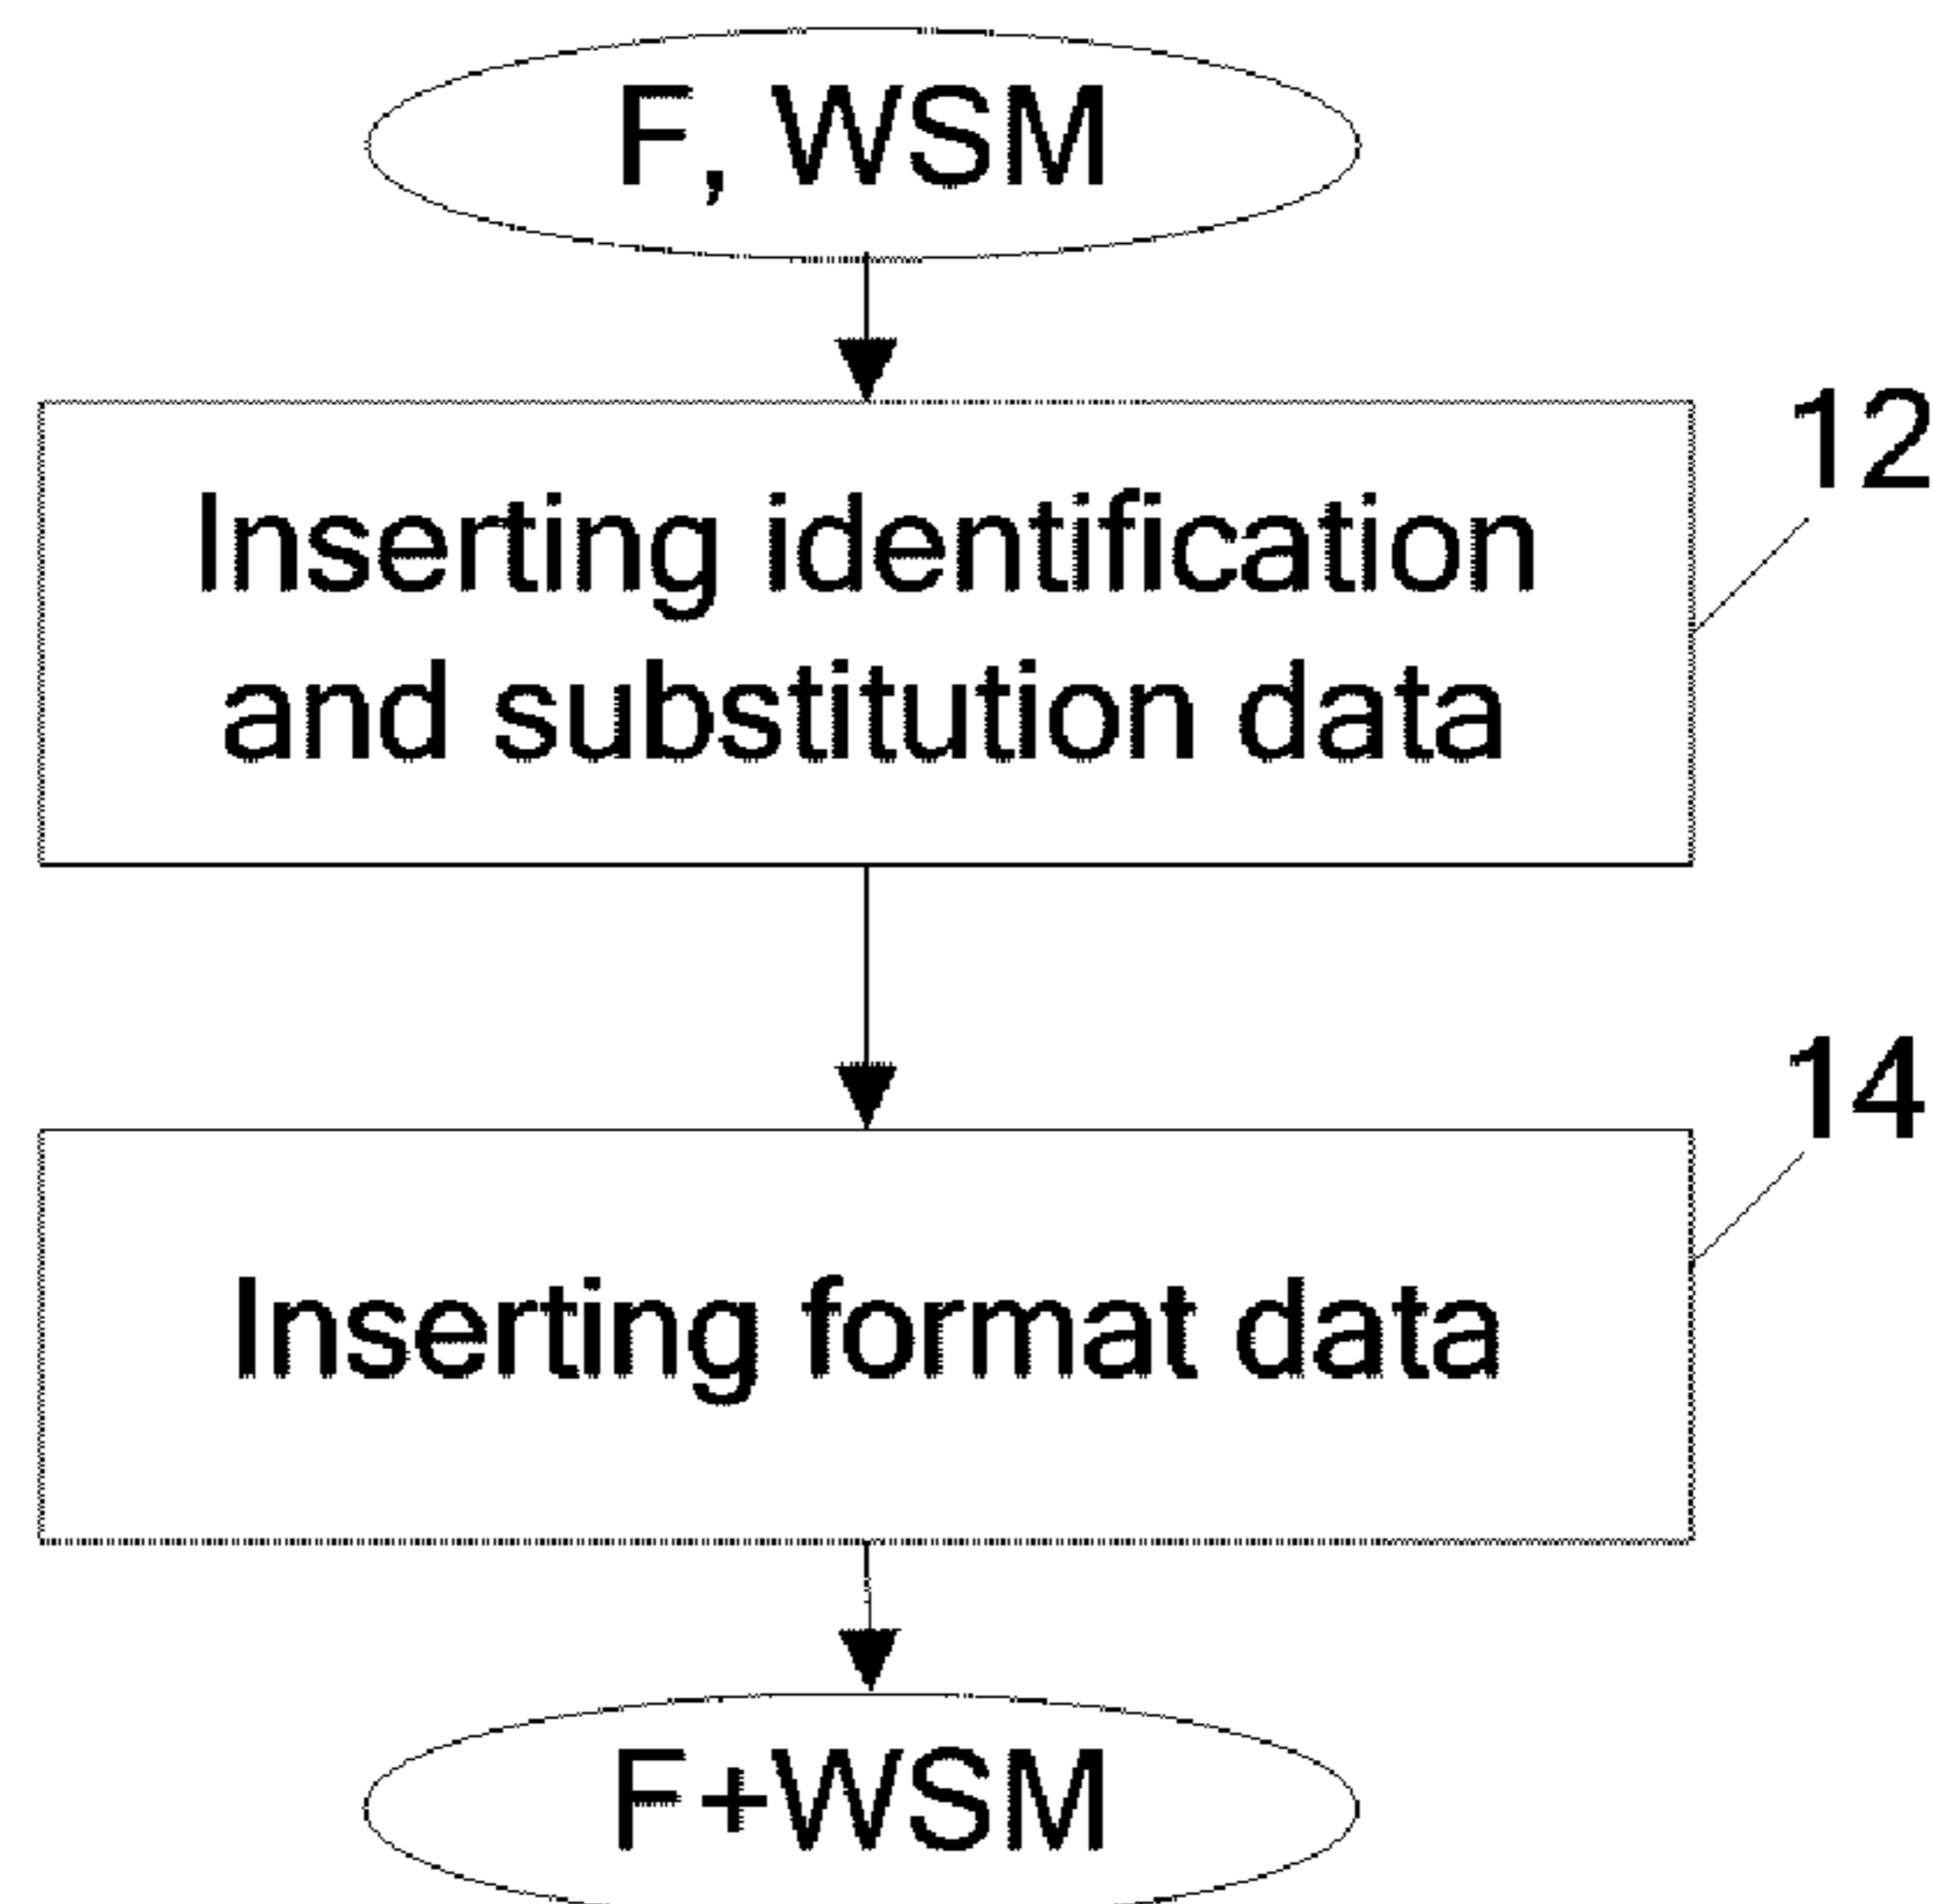 F, WSM
12
Inserting identification
and substitution data
14
Inserting format data
F+WSM